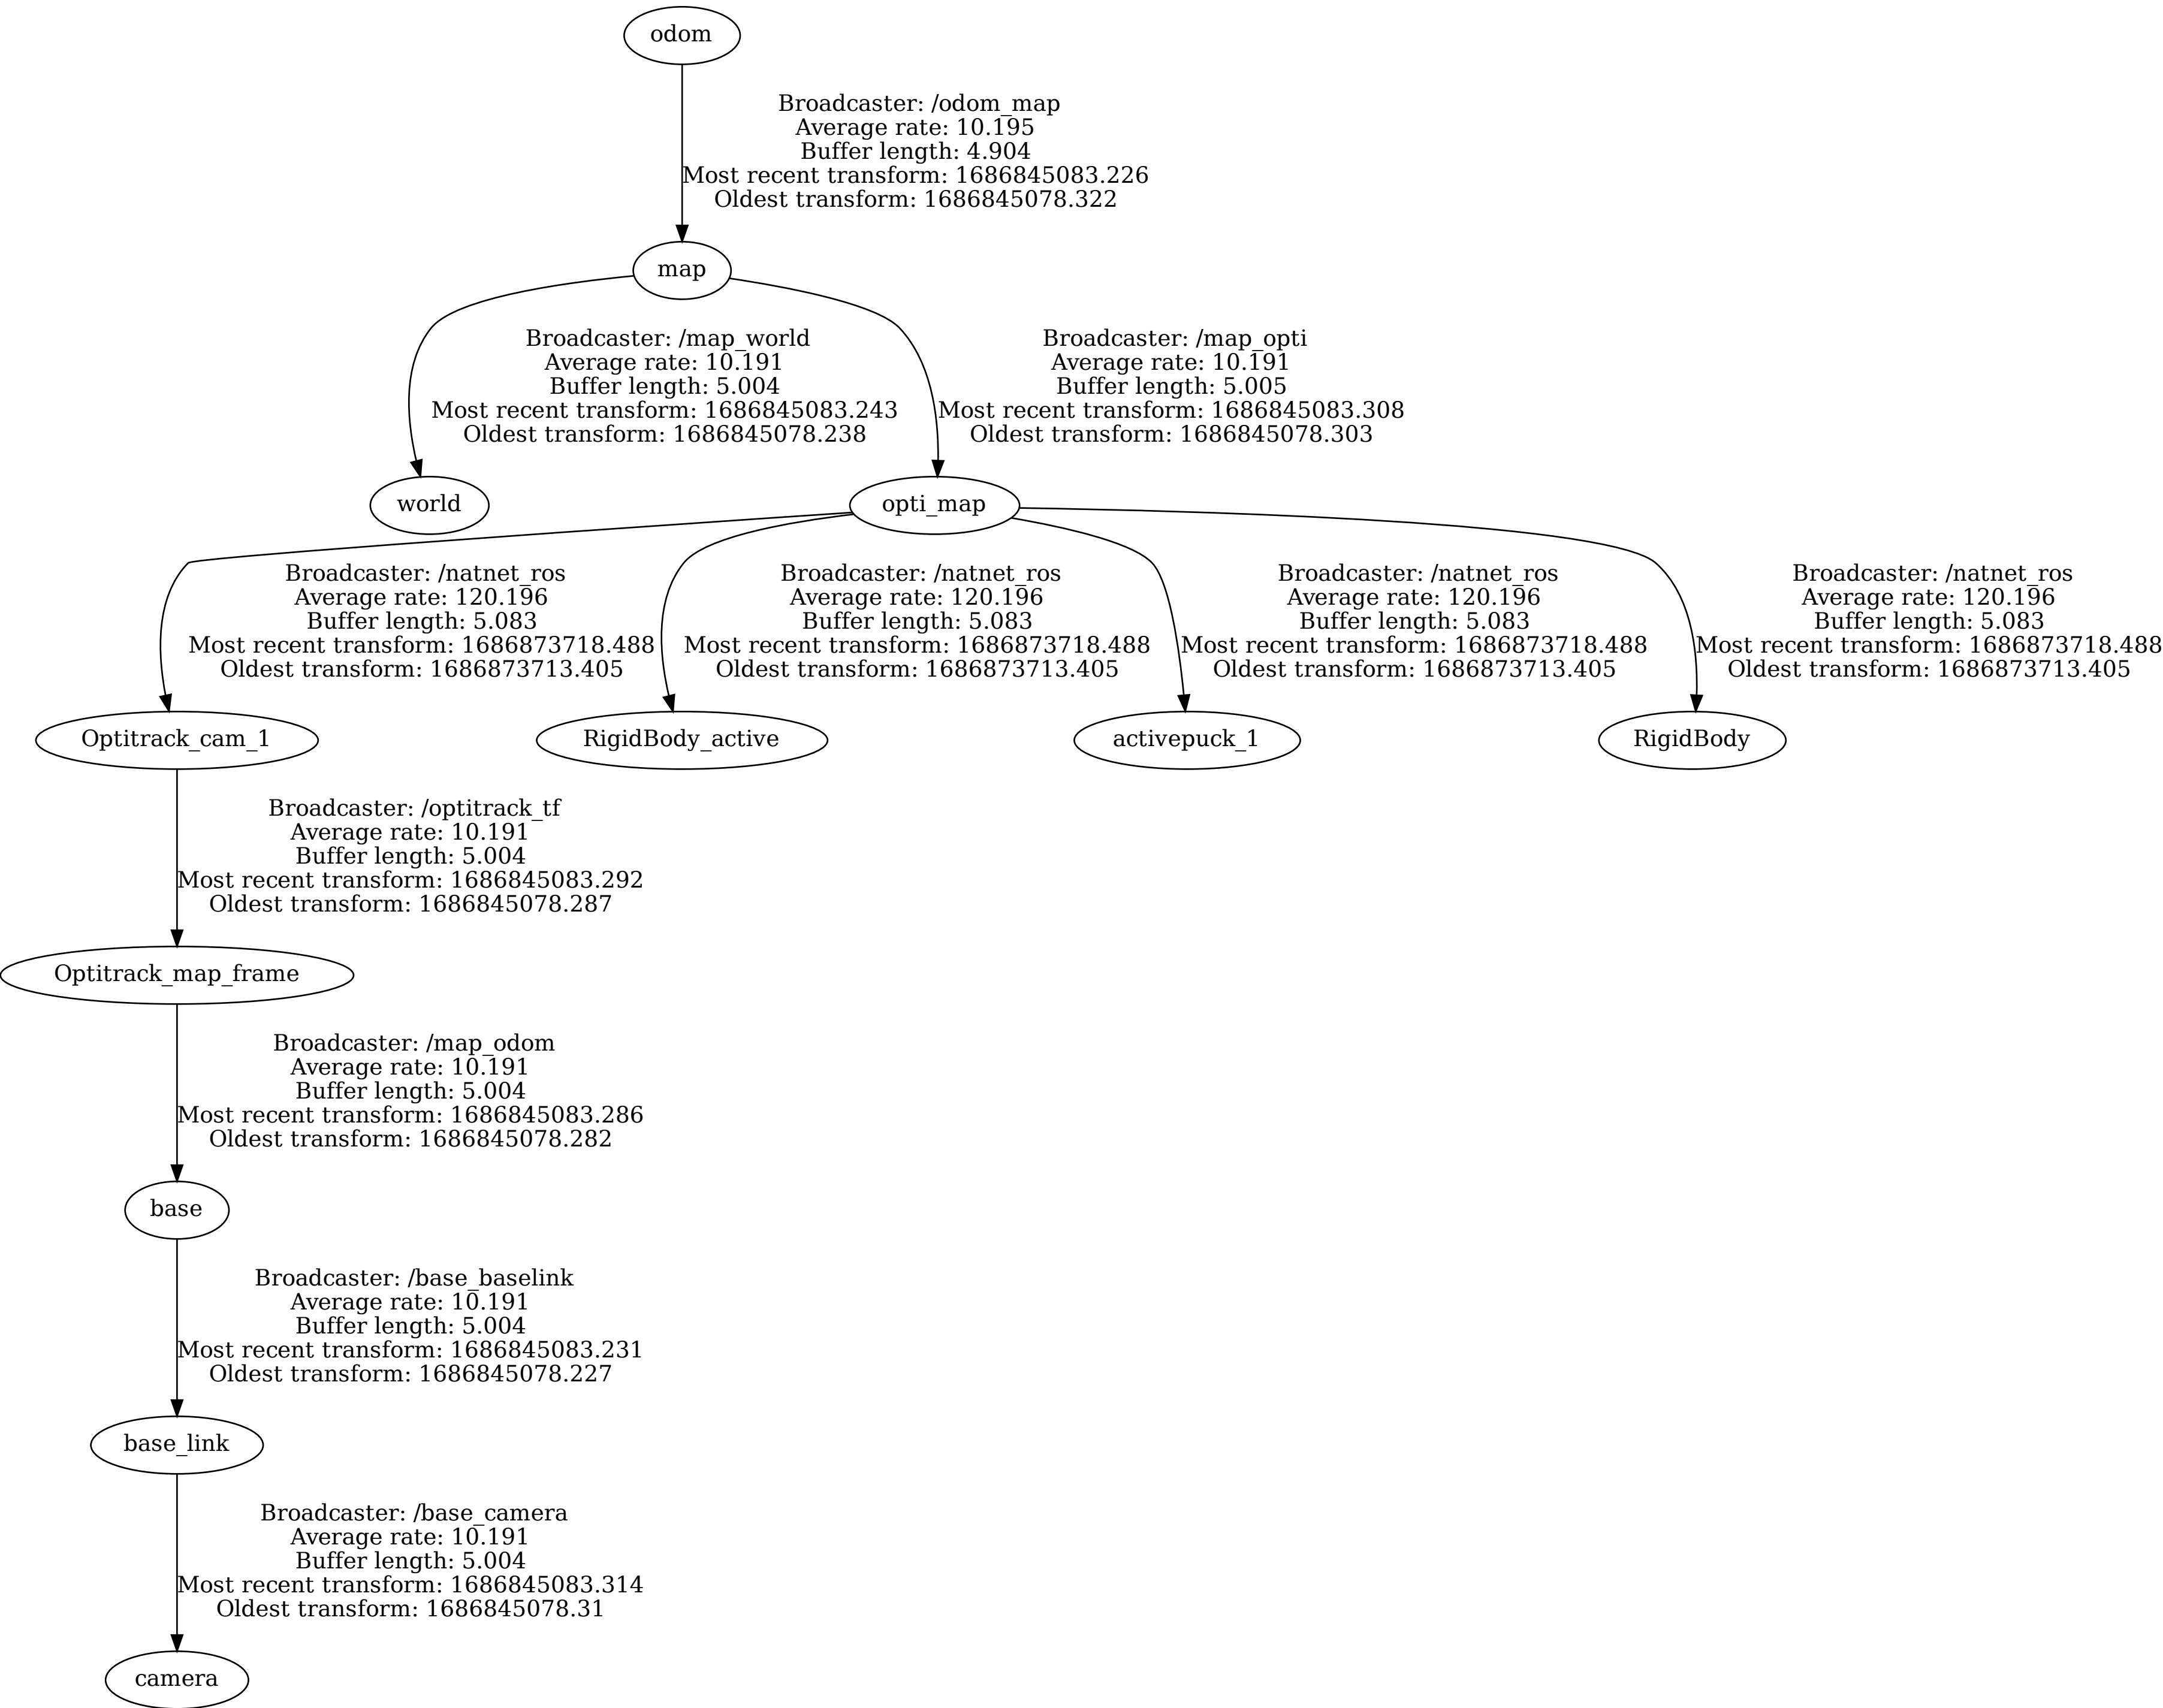 odom
Broadcaster: /odom_map
Average rate: 10.195
Buffer length: 4.904
Most recent transform: 1686845083.226
Oldest transform: 1686845078.322
map
Broadcaster: /map_world
Average rate: 10.191
Buffer length: 5.004
Most recent transform: 1686845083.243
Oldest transform: 1686845078.238
Broadcaster: /map_opti
Average rate: 10.191
Buffer length: 5.005
Most recent transform: 1686845083.308
Oldest transform: 1686845078.303
world
opti_map
Broadcaster: /natnet_ros
Average rate: 120.196
Buffer length: 5.083
Most recent transform: 1686873718.488
Oldest transform: 1686873713.405
Broadcaster: /natnet_ros
Average rate: 120.196
Buffer length: 5.083
Most recent transform: 1686873718.488
Oldest transform: 1686873713.405
Broadcaster: /natnet_ros
Average rate: 120.196
Buffer length: 5.083
Most recent transform: 1686873718.488
Oldest transform: 1686873713.405
Broadcaster: /natnet_ros
Average rate: 120.196
Buffer length: 5.083
Most recent transform: 1686873718.488
Oldest transform: 1686873713.405
Optitrack_cam_1
RigidBody_active
activepuck_1
RigidBody
Broadcaster: /optitrack_tf
Average rate: 10.191
Buffer length: 5.004
Most recent transform: 1686845083.292
Oldest transform: 1686845078.287
Optitrack_map_frame
Broadcaster: /map_odom
Average rate: 10.191
Buffer length: 5.004
Most recent transform: 1686845083.286
Oldest transform: 1686845078.282
base
Broadcaster: /base_baselink
Average rate: 10.191
Buffer length: 5.004
Most recent transform: 1686845083.231
Oldest transform: 1686845078.227
base_link
Broadcaster: /base_camera
Average rate: 10.191
Buffer length: 5.004
Most recent transform: 1686845083.314
Oldest transform: 1686845078.31
camera